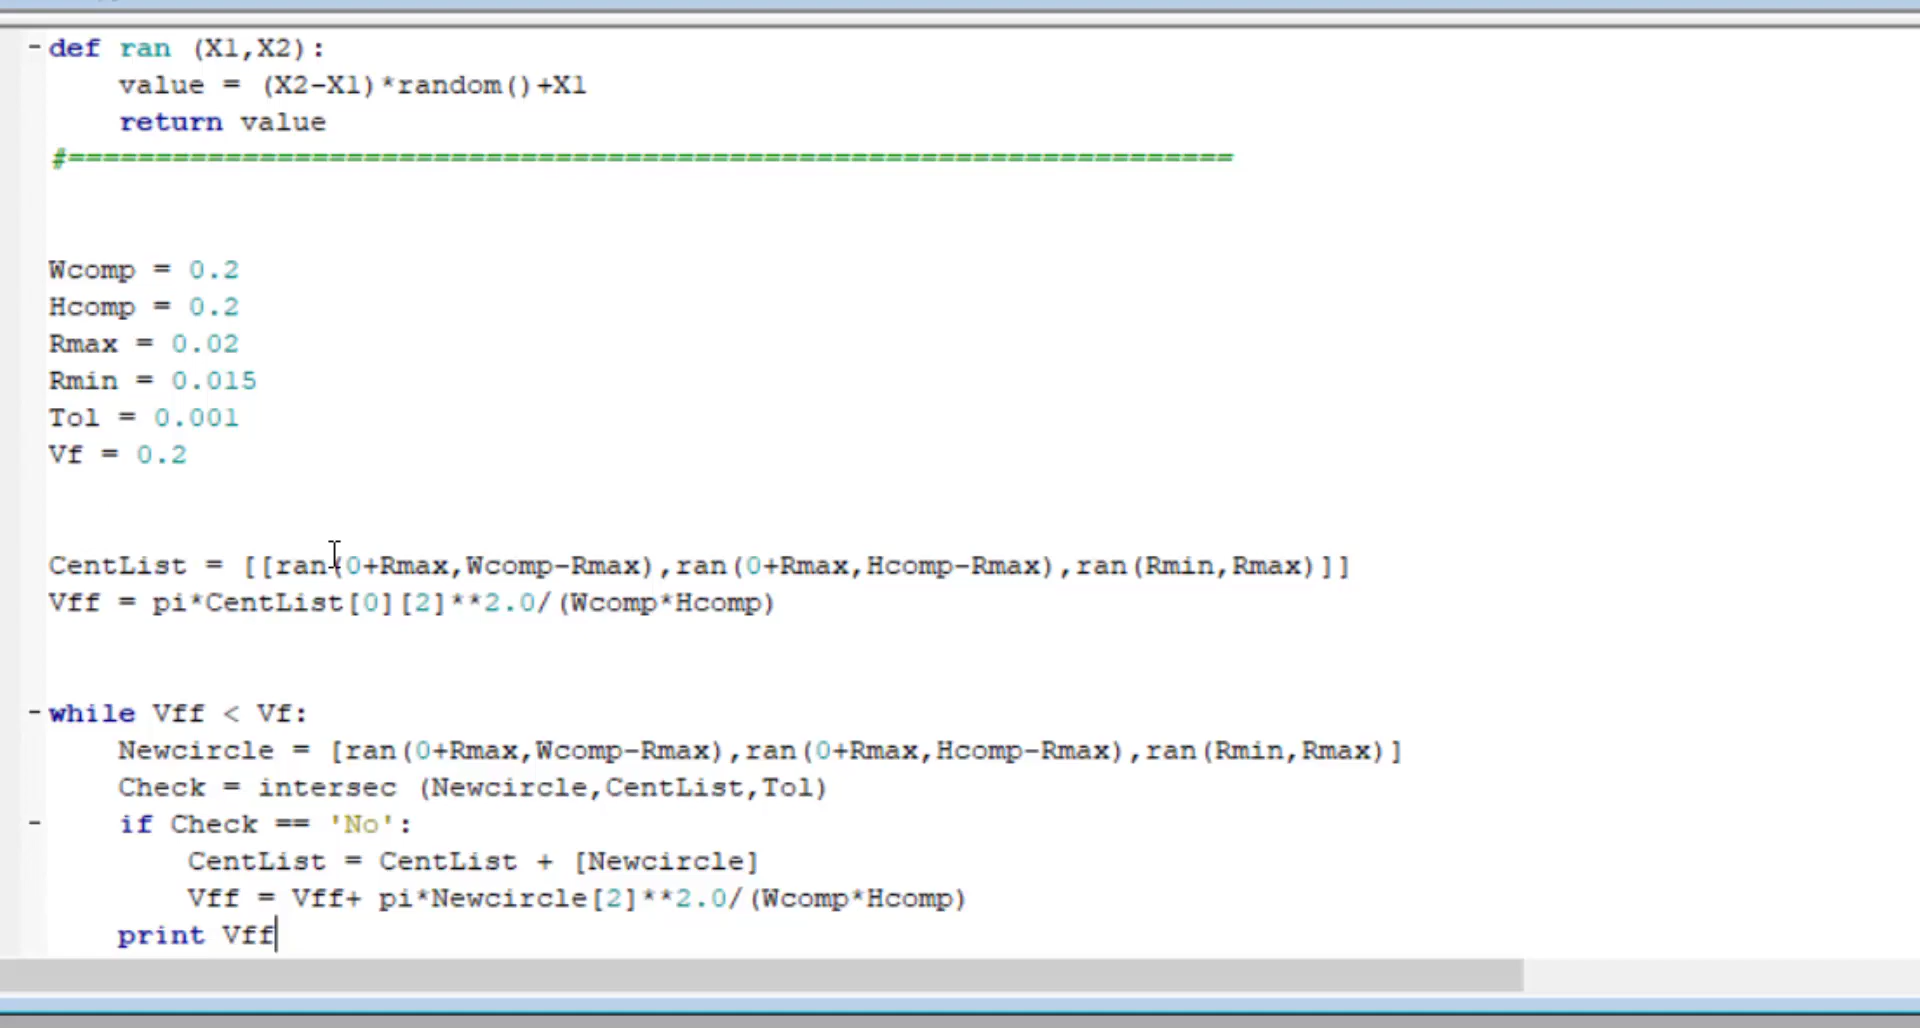 def ran (X1,X2):
    value = (X2-X1)*random()+X1
    return value
#===================================================================


Wcomp = 0.2
Hcomp = 0.2
Rmax = 0.02
Rmin = 0.015
Tol = 0.001
Vf = 0.2


CentList = [[ran(0+Rmax,Wcomp-Rmax),ran(0+Rmax,Hcomp-Rmax),ran(Rmin,Rmax)]]
Vff = pi*CentList[0][2]**2.0/(Wcomp*Hcomp)


while Vff < Vf:
    Newcircle = [ran(0+Rmax,Wcomp-Rmax),ran(0+Rmax,Hcomp-Rmax),ran(Rmin,Rmax)]
    Check = intersec (Newcircle,CentList,Tol)
    if Check == 'No':
        CentList = CentList + [Newcircle]
        Vff = Vff+ pi*Newcircle[2]**2.0/(Wcomp*Hcomp)
    print Vff